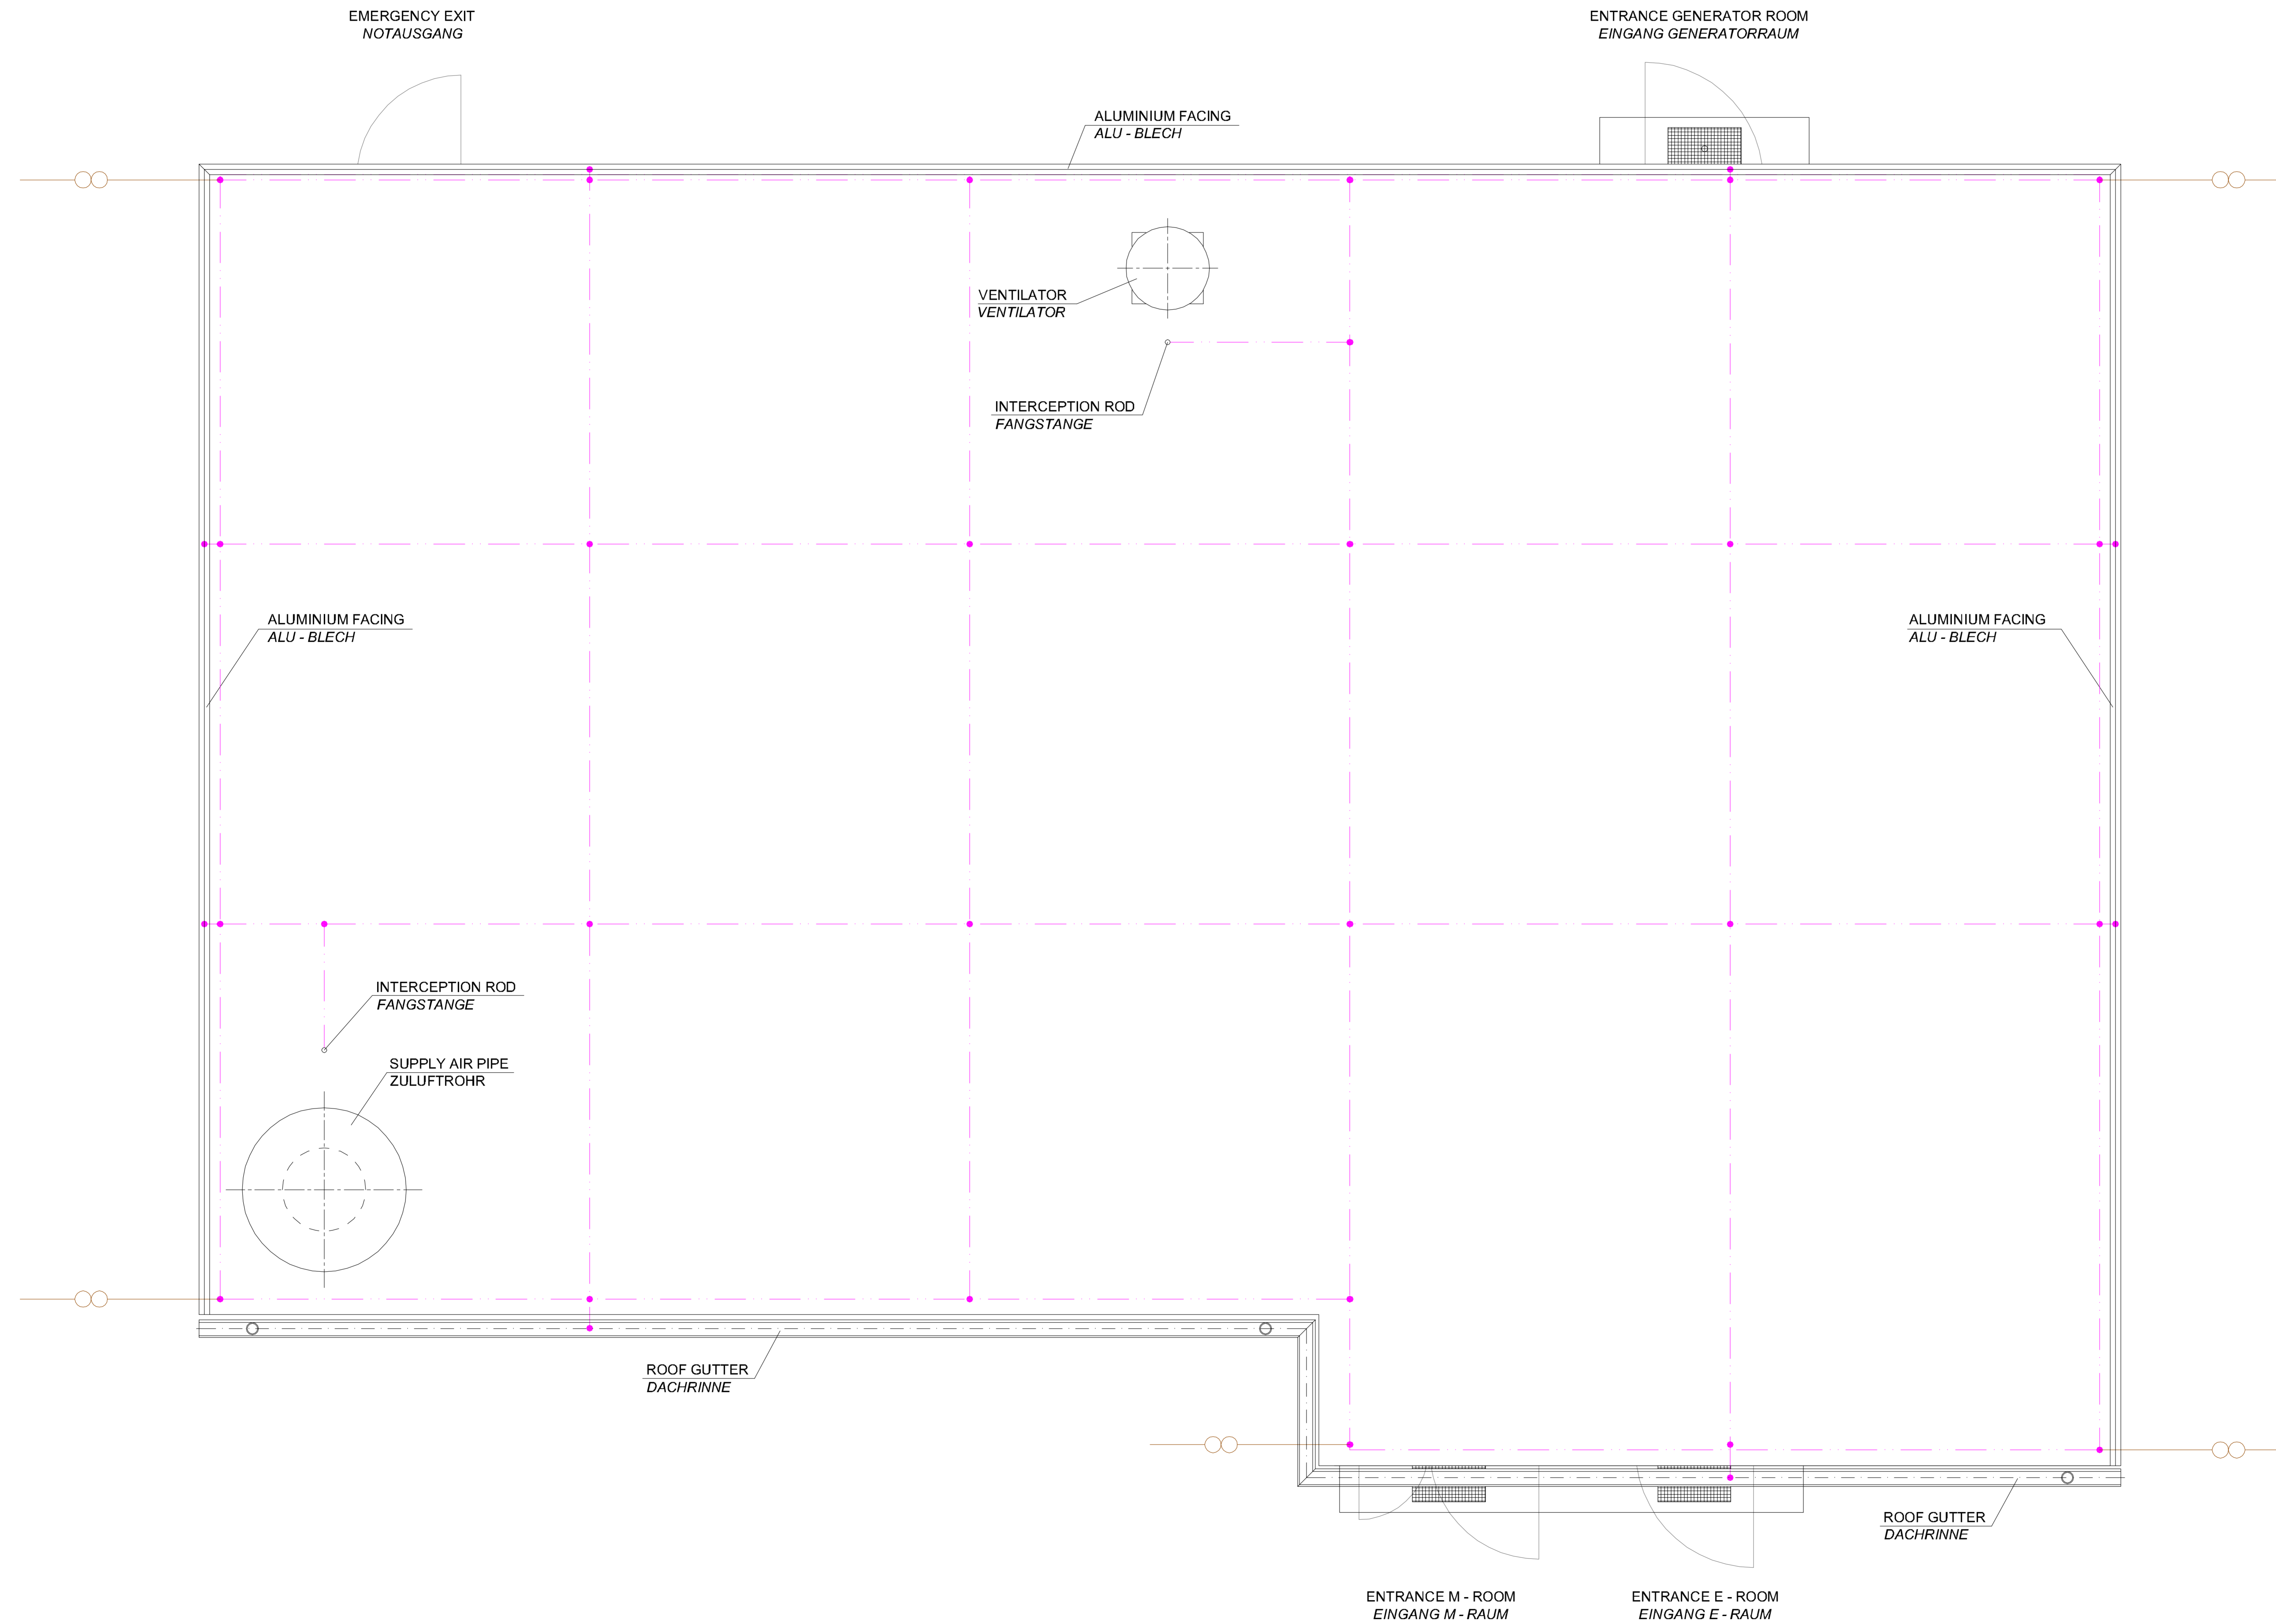 EMERGENCY EXIT
NOTAUSGANG
ENTRANCE GENERATOR ROOM
EINGANG GENERATORRAUM
ALUMINIUM FACING
ALU - BLECH
VENTILATOR
VENTILATOR
INTERCEPTION ROD
FANGSTANGE
ALUMINIUM FACING
ALU - BLECH
ALUMINIUM FACING
ALU - BLECH
INTERCEPTION ROD
FANGSTANGE
SUPPLY AIR PIPE
ZULUFTROHR
ROOF GUTTER
DACHRINNE
ROOF GUTTER
DACHRINNE
ENTRANCE M - ROOM
EINGANG M - RAUM
ENTRANCE E - ROOM
EINGANG E - RAUM